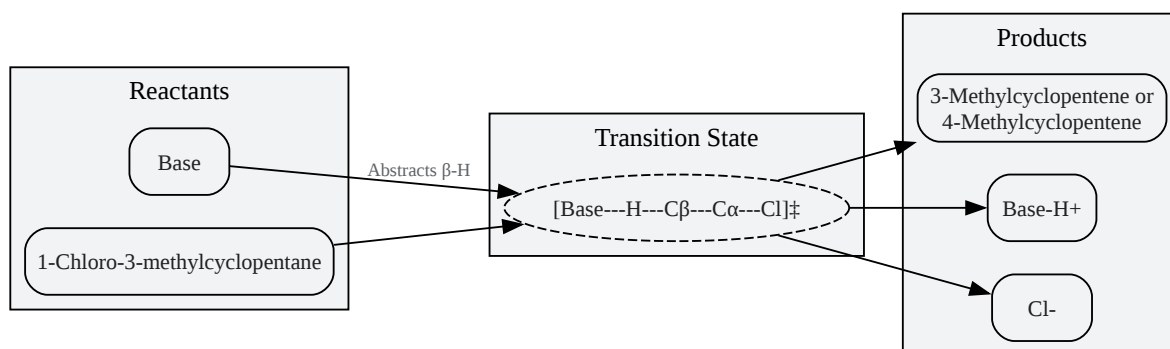 Reactants
Base
1-Chloro-3-methylcyclopentane
Abstracts β-H
Transition State
[Base---H---Cβ---Cα---Cl]‡
Products
3-Methylcyclopentene or
4-Methylcyclopentene
Base-H+
Cl-